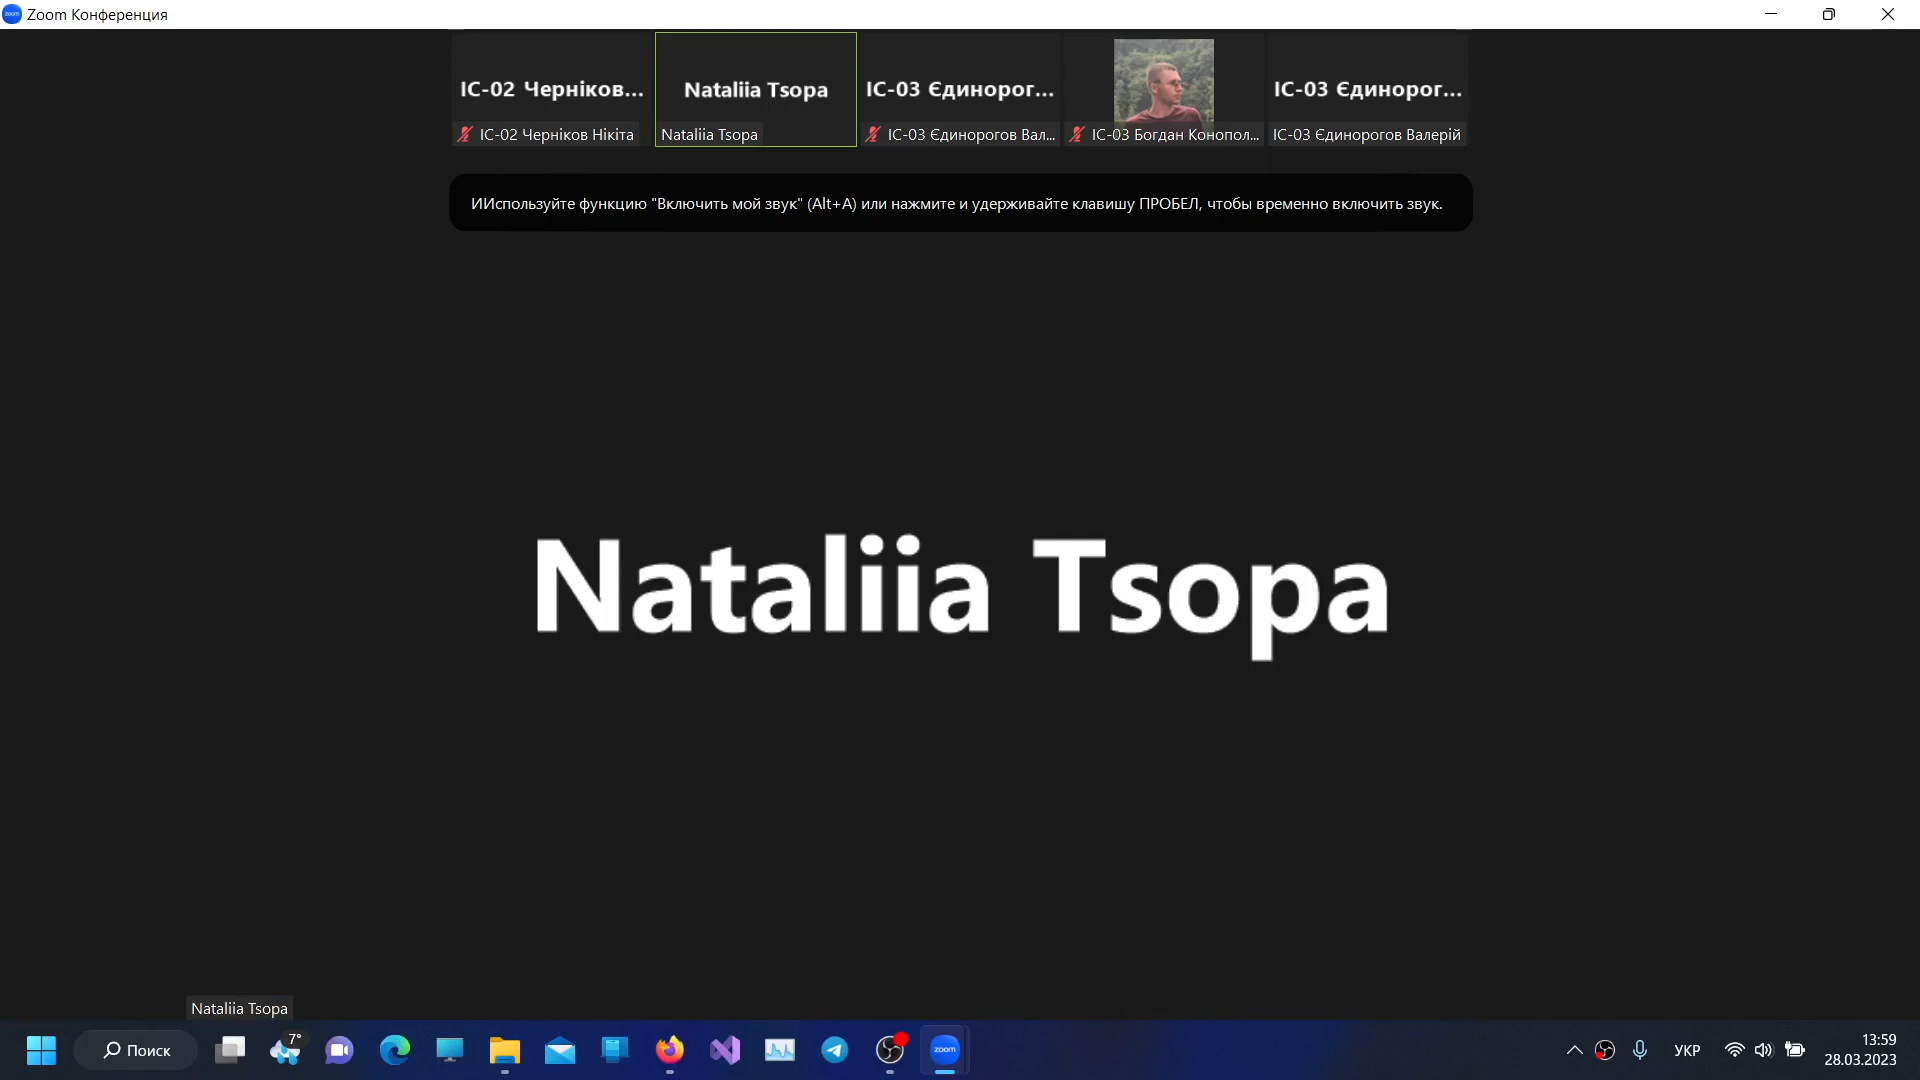 Zoom Конференция
ІС-02 Черніков...
Nataliia Tsopa
ІС-03 Єдинорог...
ІС-03 Єдинорог...
ІС-02 Черніков Нікіта
Nataliia Tsopa
ІС-03 Єдинорогов Вал...
ІС-03 Богдан Конопол...
ІС-03 Єдинорогов Валерій
ИИспользуйте функцию "Включить мой звук" (Alt+A) или нажмите и удерживайте клавишу ПРОБЕЛ, чтобы временно включить звук.
Nataliia Tsopa
Nataliia Tsopa
Поиск
7°
zoom
УКР
13:59
28.03.2023